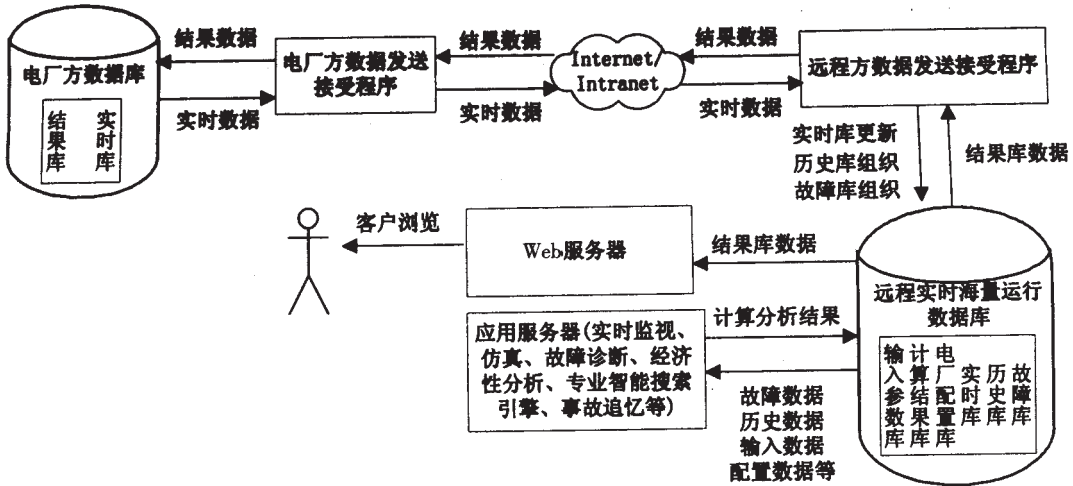 结果数据
电厂方数据库
实时数据
结果库
实时库
电厂方数据发送
接受程序
结果数据
实时数据
Internet/
Intranet
结果数据
实时数据
远程方数据发送接受程序
实时库更新
历史库组织
故障库组织
结果库数据
客户浏览
Web服务器
结果库数据
远程实时海量运行
数据库
应用服务器(实时监视、
仿真、故障诊断、经济
性分析、专业智能搜索
引擎、事故追忆等)
计算分析结果
故障数据
历史数据
输入数据
配置数据等
输入参数库
计算结果库
电厂配置库
实时库
历史库
故障库